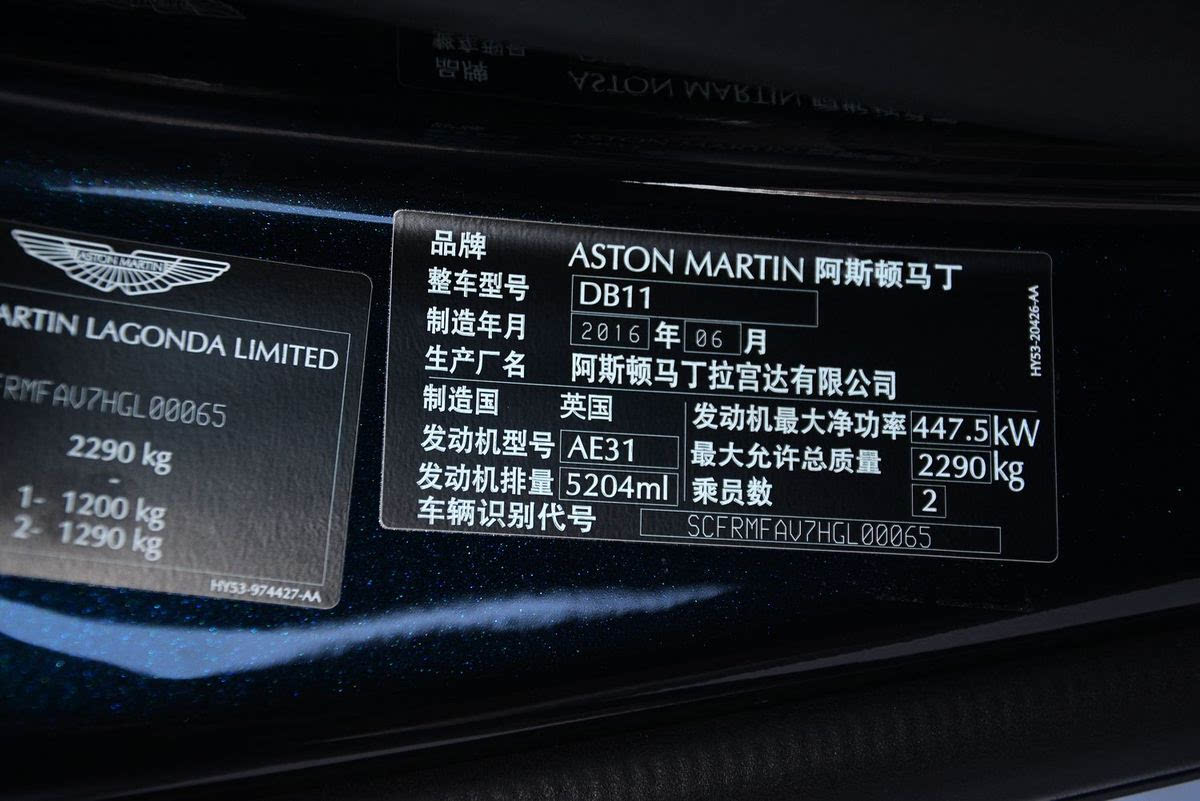 ASTON MARTIN
ARTIN LAGONDA LIMITED
FRMFAV7HGL00065
2290 kg
-
1- 1200 kg
2- 1290 kg
HY53-974427-AA
品牌 ASTON MARTIN 阿斯顿马丁
整车型号 DB11
制造年月 2016 年 06 月
生产厂名 阿斯顿马丁拉宫达有限公司
制造国 英国
发动机型号 AE31
发动机排量 5204ml
发动机最大净功率 447.5 kW
最大允许总质量 2290 kg
乘员数 2
车辆识别代号 SCFRMFAV7HGL00065
HY53-20426-AA